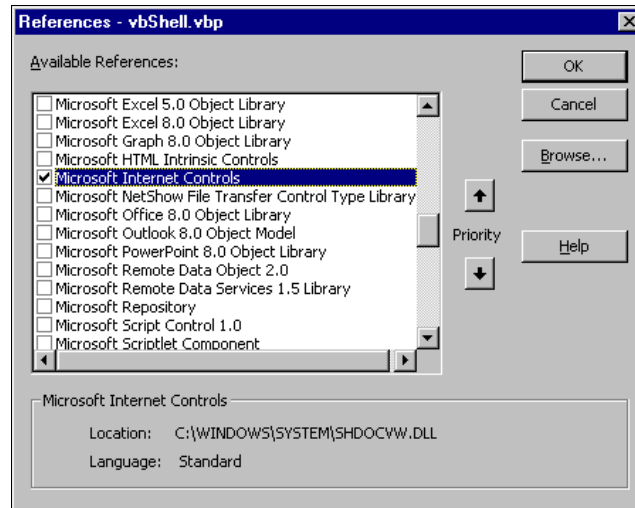 References - vbShell.vbp
Available References:
Microsoft Excel 5.0 Object Library
Microsoft Excel 8.0 Object Library
Microsoft Graph 8.0 Object Library
Microsoft HTML Intrinsic Controls
Microsoft Internet Controls
Microsoft NetShow File Transfer Control Type Library
Microsoft Office 8.0 Object Library
Microsoft Outlook 8.0 Object Model
Microsoft PowerPoint 8.0 Object Library
Microsoft Remote Data Object 2.0
Microsoft Remote Data Services 1.5 Library
Microsoft Repository
Microsoft Script Control 1.0
Microsoft Scriptlet Component
OK
Cancel
Browse...
Priority
Help
Microsoft Internet Controls
Location: C:\WINDOWS\SYSTEM\SHDOCVW.DLL
Language: Standard